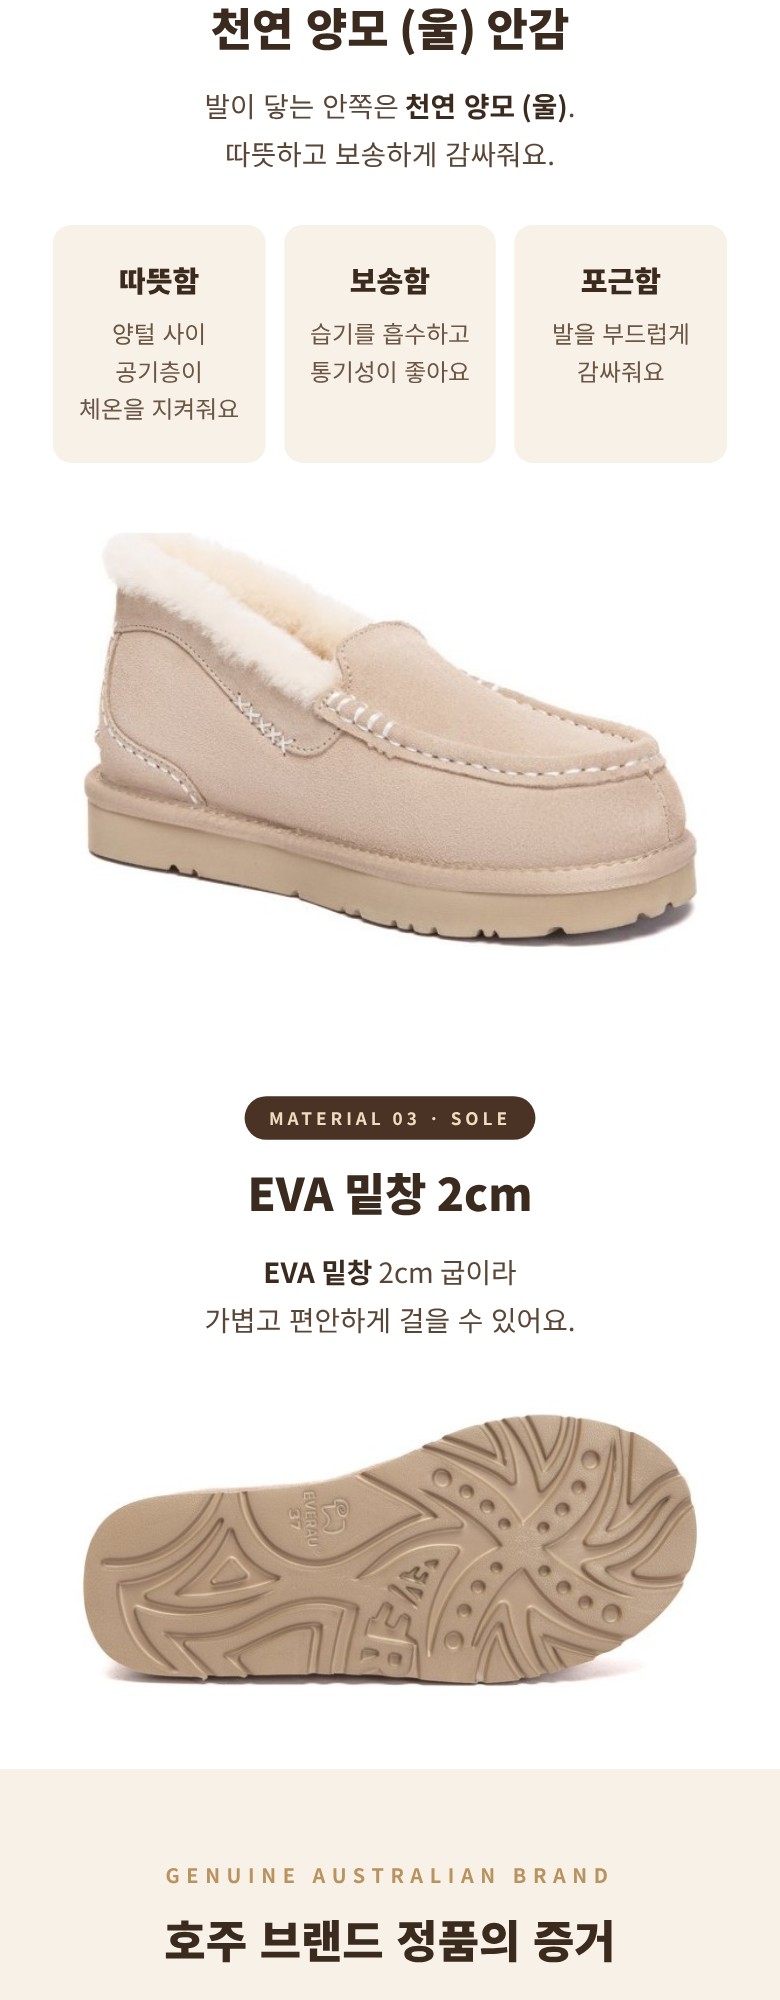 천연 양모 (울) 안감
발이 닿는 안쪽은 천연 양모 (울).
따뜻하고 보송하게 감싸줘요.
따뜻함
양털 사이
공기층이
체온을 지켜줘요
보송함
습기를 흡수하고
통기성이 좋아요
포근함
발을 부드럽게
감싸줘요
MATERIAL 03 · SOLE
EVA 밑창 2cm
EVA 밑창 2cm 굽이라
가볍고 편안하게 걸을 수 있어요.
EVERAU
37
EVER
GENUINE AUSTRALIAN BRAND
호주 브랜드 정품의 증거